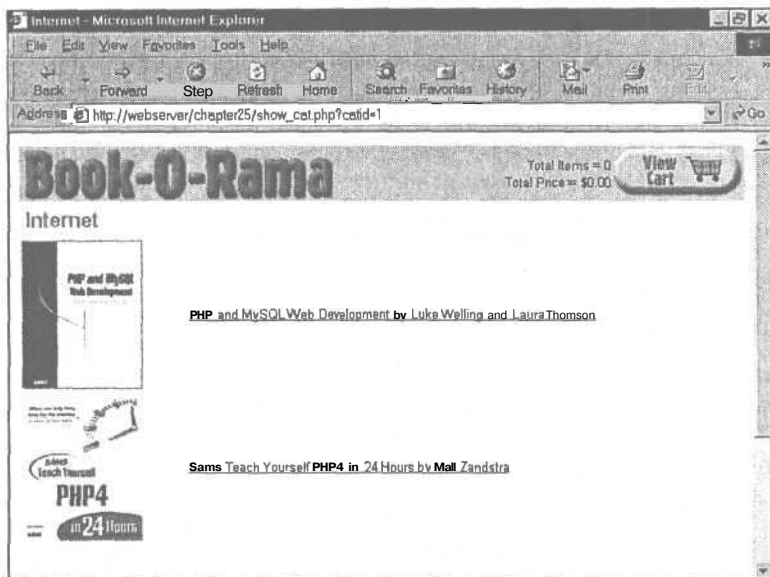 Internet - Microsoft Internet Explorer
File Edit View Favorites Tools Help
Back Forward Step Refresh Home Search Favorites History Mail Print Edit
Address http://webserver/chapter25/show_cat.php?catid=1 Go
Book-O-Rama
Total Items = 0
Total Price = $0.00
View Cart
Internet
PHP and MySQL
Web Development
PHP and MySQL Web Development by Luke Welling and Laura Thomson
Teach Yourself
PHP4
in 24 Hours
Sams Teach Yourself PHP4 in 24 Hours by Mall Zandstra